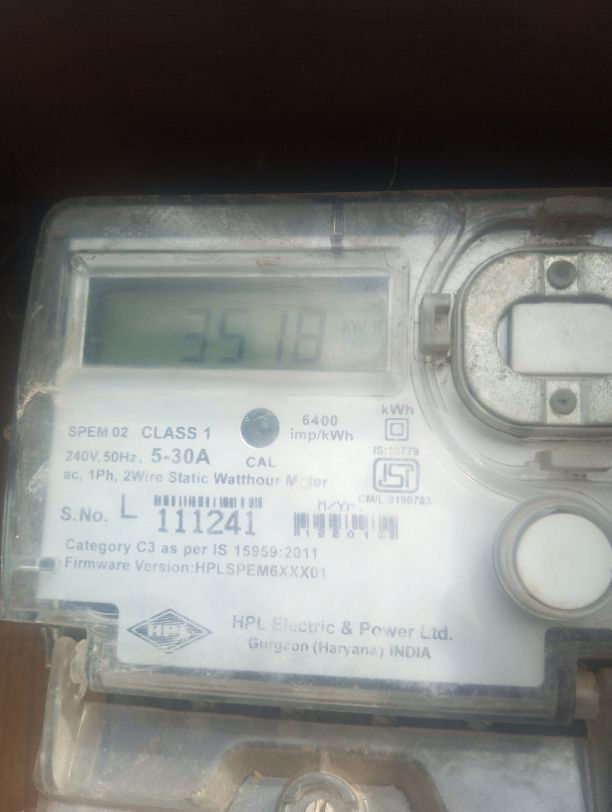 3518 kWh
SPEM 02 CLASS 1
6400
imp/kWh
kWh
240V, 50Hz, 5-30A
CAL
ac, 1Ph, 2Wire Static Watthour Meter
ISI
CM/L-9190783
S.No. L 111241
M/Yr.
Category C3 as per IS 15959:2011
Firmware Version:HPLSPEM6XXX01
HPL
HPL Electric & Power Ltd.
Gurgaon (Haryana) INDIA